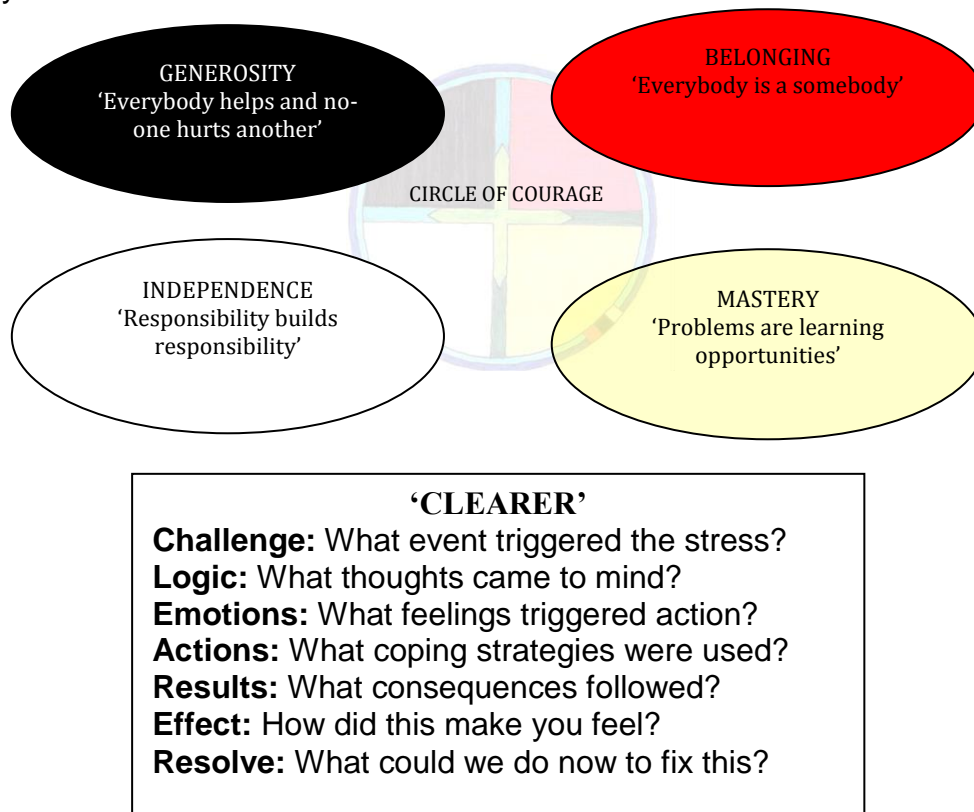 y
GENEROSITY
‘Everybody helps and no-
one hurts another’
BELONGING
‘Everybody is a somebody’
CIRCLE OF COURAGE
INDEPENDENCE
‘Responsibility builds
responsibility’
MASTERY
‘Problems are learning
opportunities’
‘CLEARER’
Challenge: What event triggered the stress?
Logic: What thoughts came to mind?
Emotions: What feelings triggered action?
Actions: What coping strategies were used?
Results: What consequences followed?
Effect: How did this make you feel?
Resolve: What could we do now to fix this?